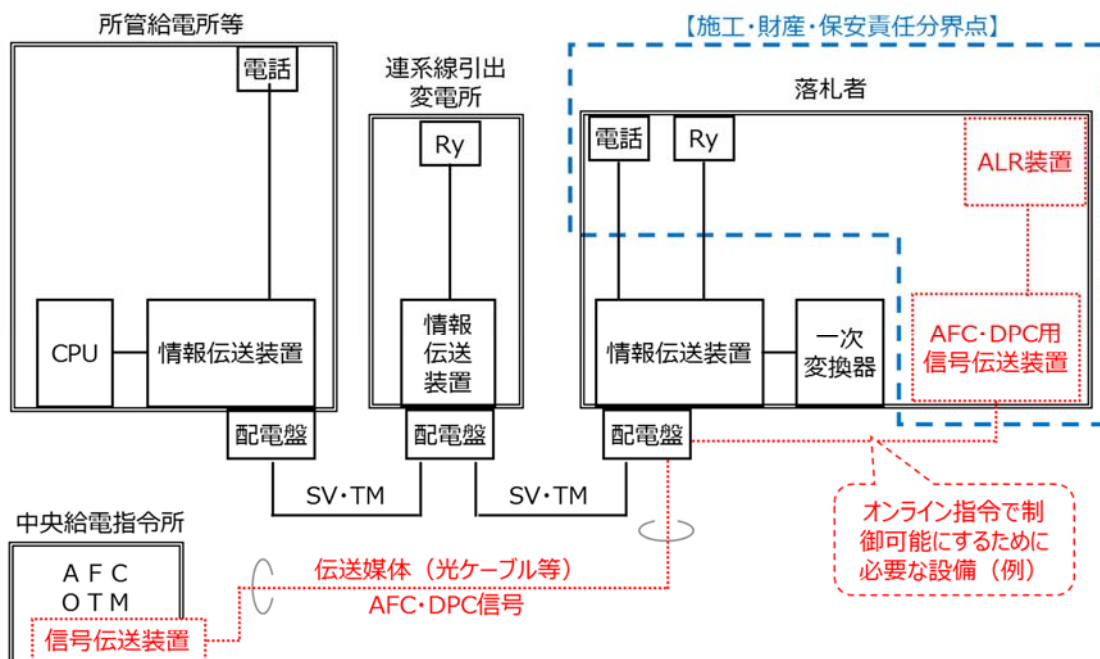 所管給電所等
電話
CPU
情報伝送装置
配電盤
連系線引出
変電所
Ry
情報
伝送
装置
配電盤
【施工・財産・保安責任分界点】
落札者
電話
Ry
ALR装置
情報伝送装置
一次
変換器
AFC・DPC用
信号伝送装置
配電盤
SV・TM
SV・TM
オンライン指令で制
御可能にするために
必要な設備（例）
中央給電指令所
ＡＦＣ
ＯＴＭ
信号伝送装置
伝送媒体（光ケーブル等）
AFC・DPC信号